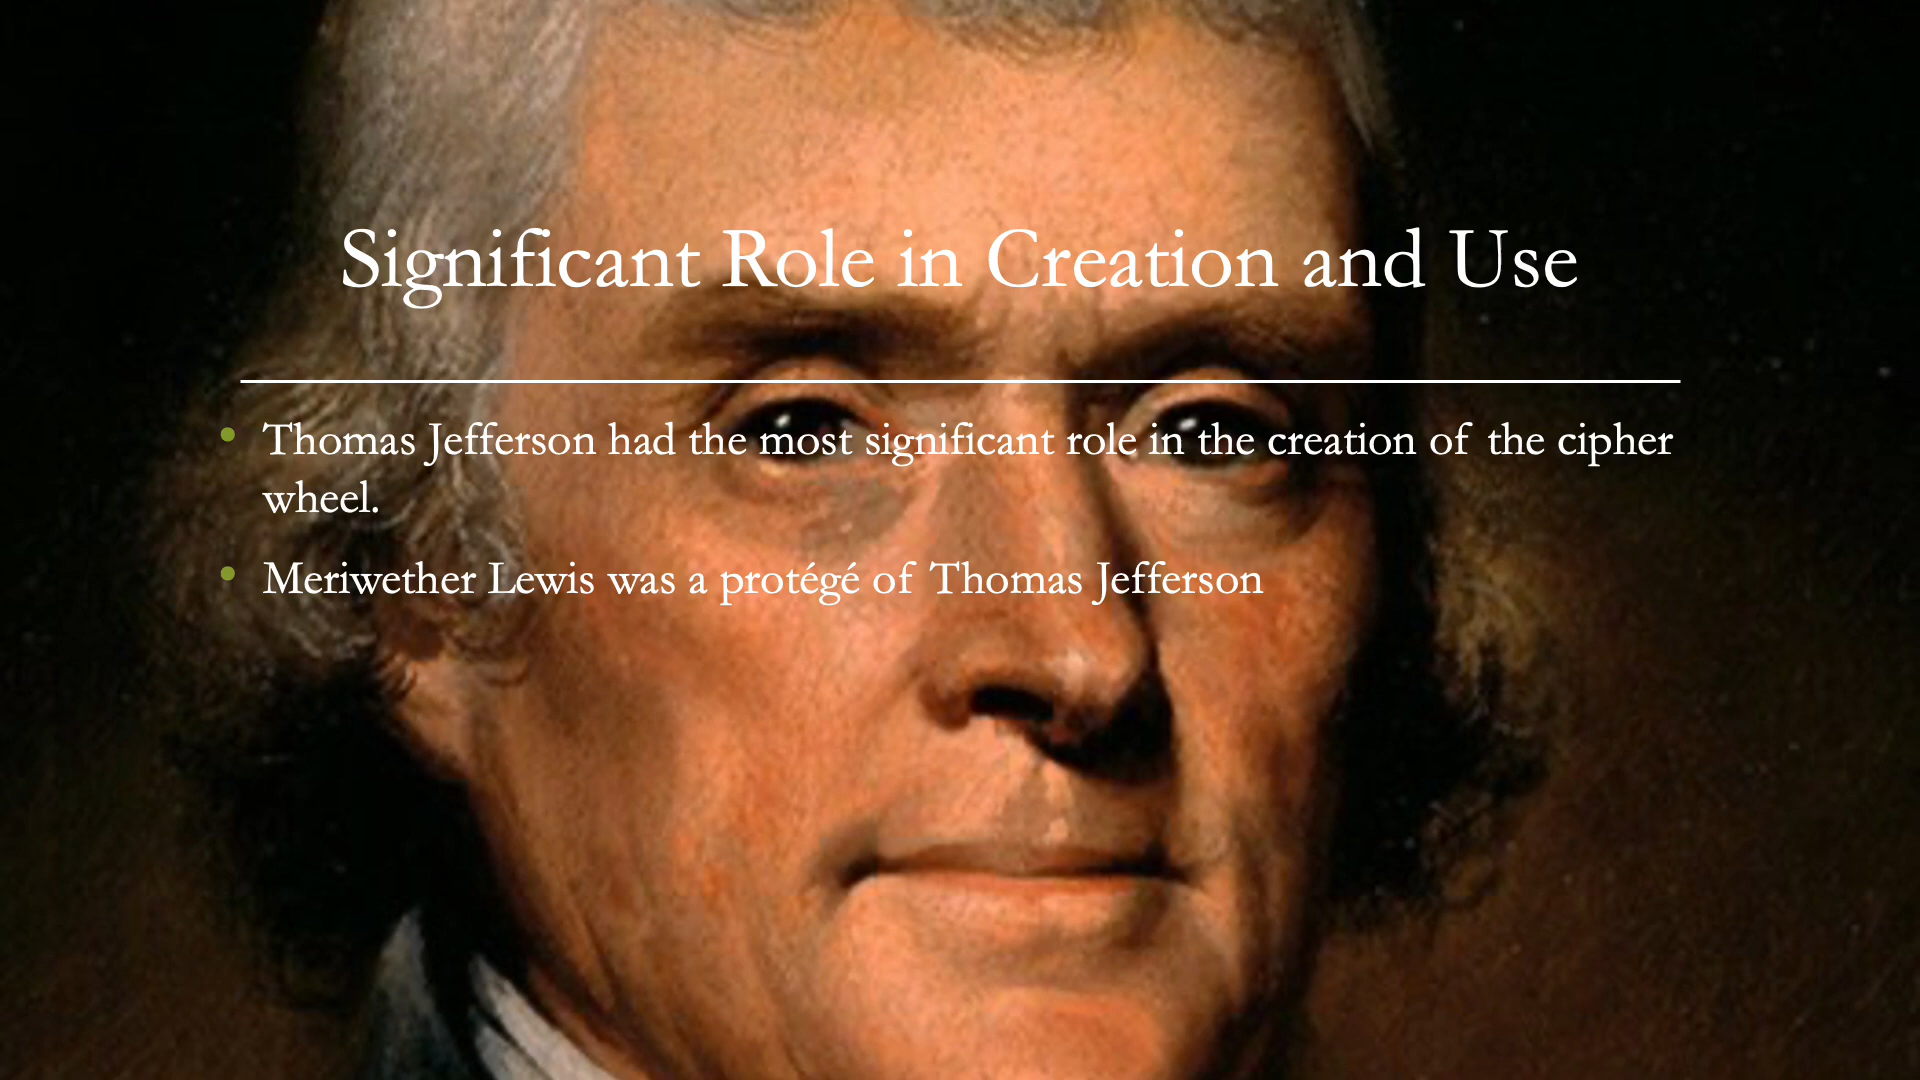 Significant Role in Creation and Use
• Thomas Jefferson had the most significant role in the creation of the cipher
wheel.
• Meriwether Lewis was a protégé of Thomas Jefferson